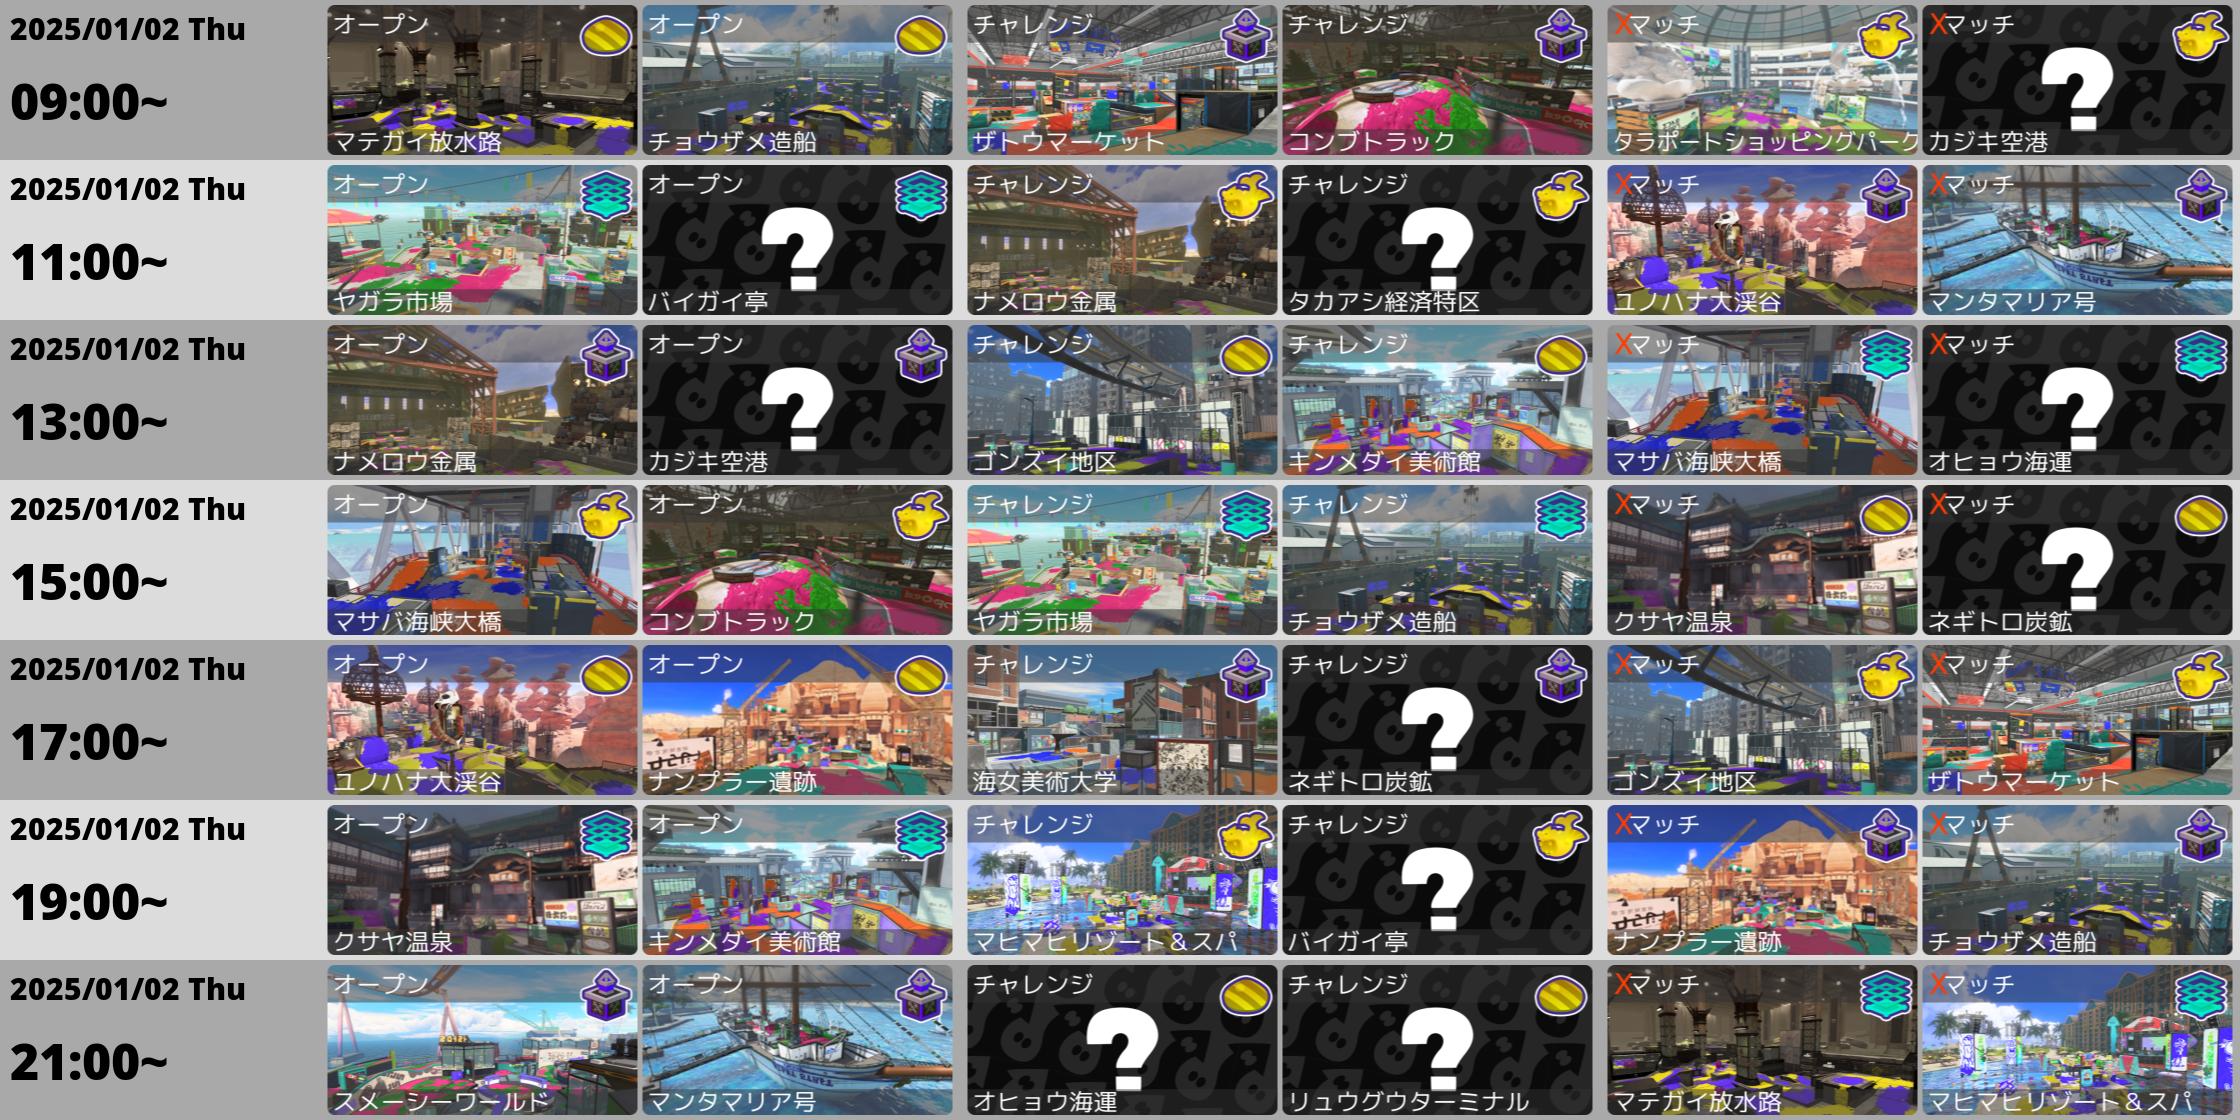 2025/01/02 Thu
09:00~
オープン
マテガイ放水路
オープン
チョウザメ造船
チャレンジ
ザトウマーケット
チャレンジ
コンブトラック
Xマッチ
タラポートショッピングパーク
Xマッチ
カジキ空港
2025/01/02 Thu
11:00~
オープン
ヤガラ市場
オープン
バイガイ亭
チャレンジ
ナメロウ金属
チャレンジ
タカアシ経済特区
Xマッチ
ユノハナ大渓谷
Xマッチ
マンタマリア号
2025/01/02 Thu
13:00~
オープン
ナメロウ金属
オープン
カジキ空港
チャレンジ
ゴンズイ地区
チャレンジ
キンメダイ美術館
Xマッチ
マサバ海峡大橋
Xマッチ
オヒョウ海運
2025/01/02 Thu
15:00~
オープン
マサバ海峡大橋
オープン
コンブトラック
チャレンジ
ヤガラ市場
チャレンジ
チョウザメ造船
Xマッチ
クサヤ温泉
Xマッチ
ネギトロ炭鉱
2025/01/02 Thu
17:00~
オープン
ユノハナ大渓谷
オープン
ナンプラー遺跡
チャレンジ
海女美術大学
チャレンジ
ネギトロ炭鉱
Xマッチ
ゴンズイ地区
Xマッチ
ザトウマーケット
2025/01/02 Thu
19:00~
オープン
クサヤ温泉
オープン
キンメダイ美術館
チャレンジ
マヒマヒリゾート＆スパ
チャレンジ
バイガイ亭
Xマッチ
ナンプラー遺跡
Xマッチ
チョウザメ造船
2025/01/02 Thu
21:00~
オープン
スメーシーワールド
オープン
マンタマリア号
チャレンジ
オヒョウ海運
チャレンジ
リュウグウターミナル
Xマッチ
マテガイ放水路
Xマッチ
マヒマヒリゾート＆スパ